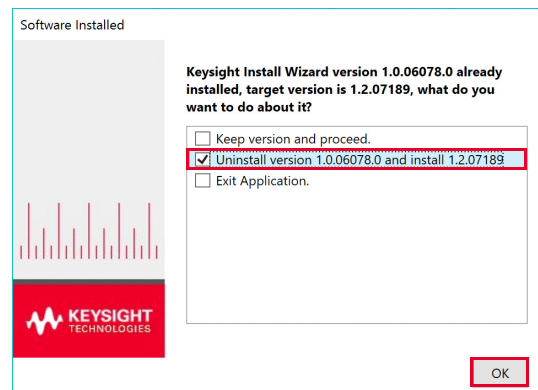 Software Installed
Keysight Install Wizard version 1.0.06078.0 already
installed, target version is 1.2.07189, what do you
want to do about it?
Keep version and proceed.
Uninstall version 1.0.06078.0 and install 1.2.07189
Exit Application.
KEYSIGHT
TECHNOLOGIES
OK